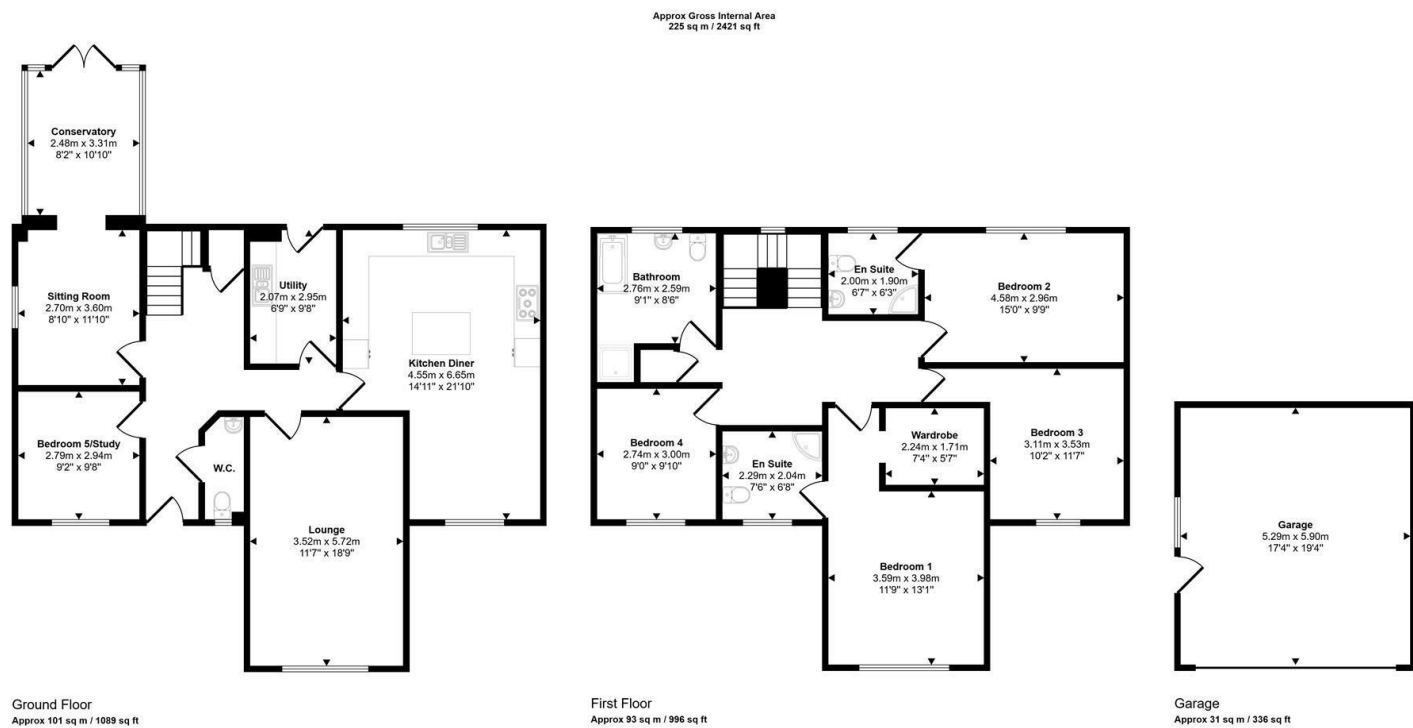 Approx Gross Internal Area
225 sq m / 2421 sq ft
Conservatory
2.48m x 3.31m
8'2" x 10'10"
Sitting Room
2.70m x 3.60m
8'10" x 11'10"
Utility
2.07m x 2.95m
6'9" x 9'8"
Kitchen Diner
4.55m x 6.65m
14'11" x 21'10"
Bedroom 5/Study
2.79m x 2.94m
9'2" x 9'8"
W.C.
Lounge
3.52m x 5.72m
11'7" x 18'9"
Ground Floor
Approx 101 sq m / 1089 sq ft
Bathroom
2.76m x 2.59m
9'1" x 8'6"
En Suite
2.00m x 1.90m
6'7" x 6'3"
Bedroom 2
4.58m x 2.96m
15'0" x 9'9"
Bedroom 4
2.74m x 3.00m
9'0" x 9'10"
En Suite
2.29m x 2.04m
7'6" x 6'8"
Wardrobe
2.24m x 1.71m
7'4" x 5'7"
Bedroom 3
3.11m x 3.53m
10'2" x 11'7"
Bedroom 1
3.59m x 3.98m
11'9" x 13'1"
First Floor
Approx 93 sq m / 996 sq ft
Garage
5.29m x 5.90m
17'4" x 19'4"
Garage
Approx 31 sq m / 336 sq ft